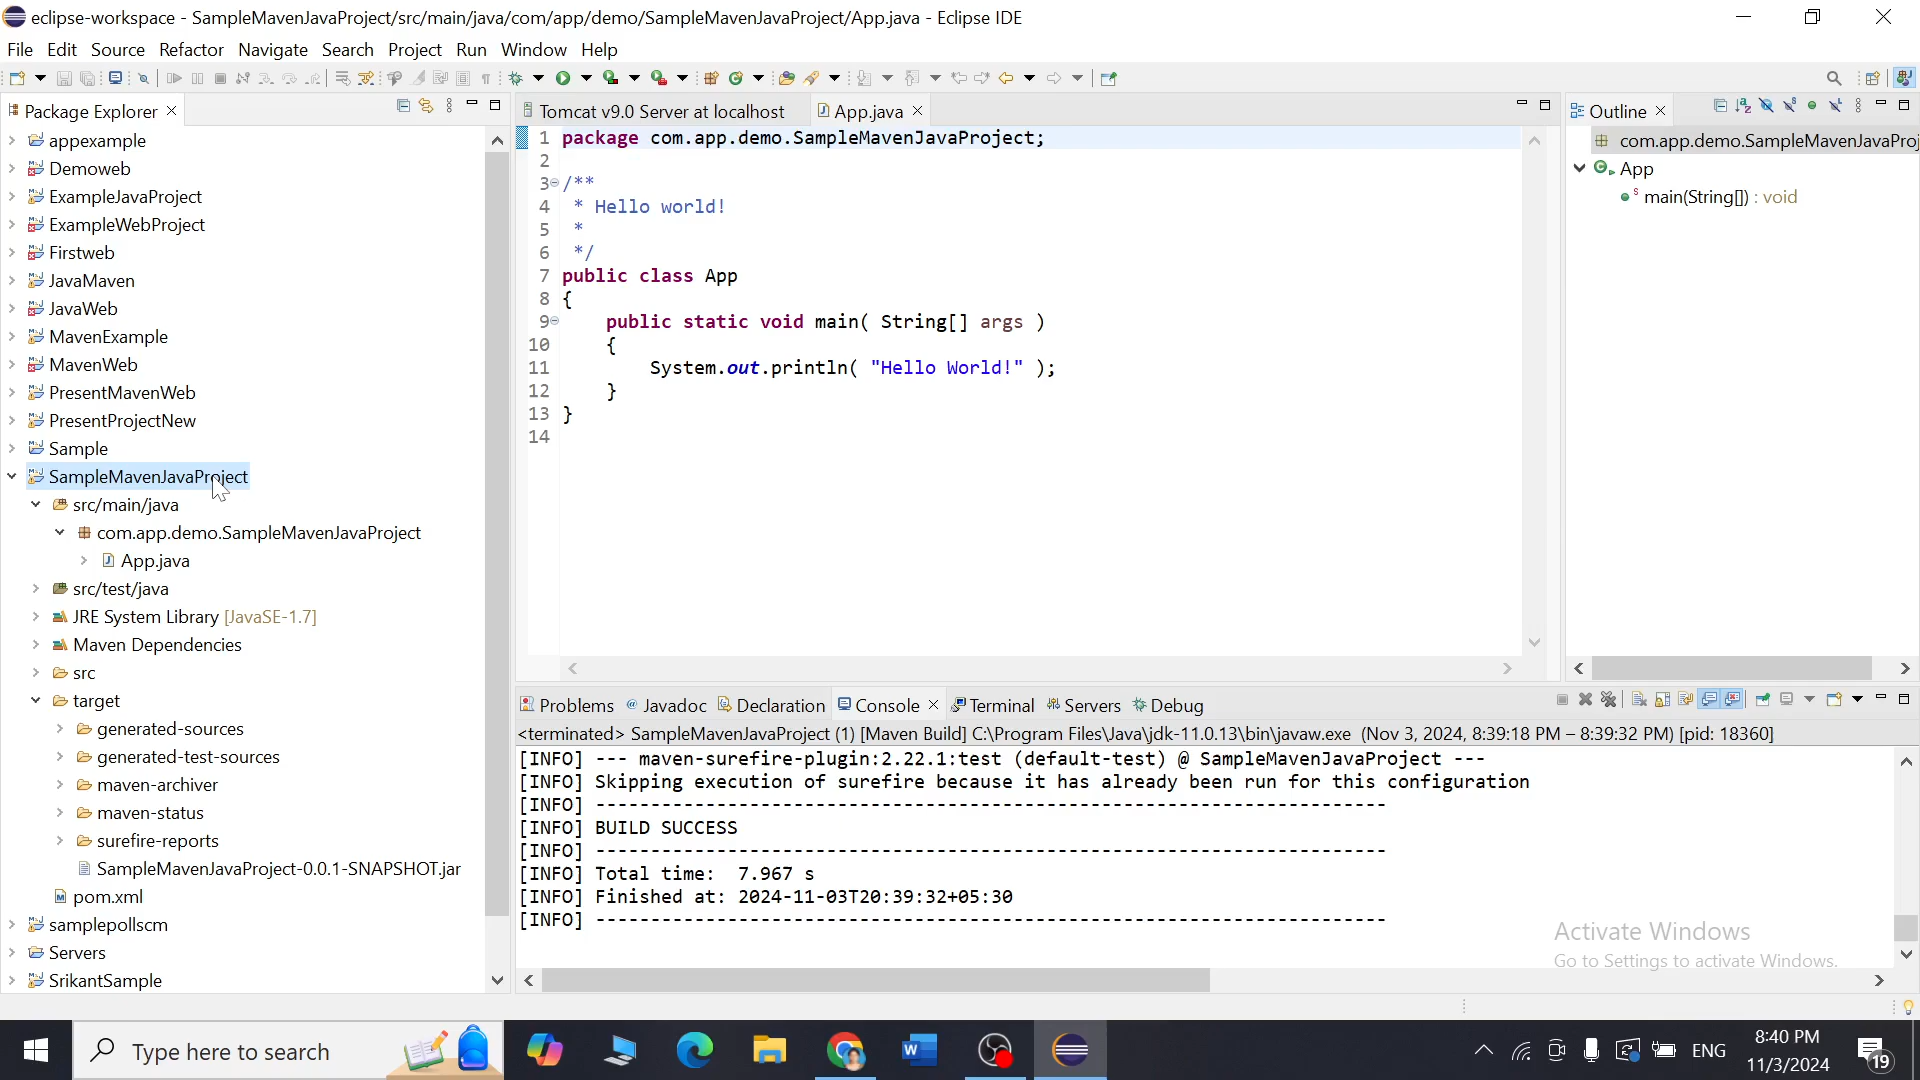 eclipse-workspace - SampleMavenJavaProject/src/main/java/com/app/demo/SampleMavenJavaProject/App.java - Eclipse IDE
File Edit Source Refactor Navigate Search Project Run Window Help
Package Explorer
appexample
Demoweb
ExampleJavaProject
ExampleWebProject
Firstweb
JavaMaven
JavaWeb
MavenExample
MavenWeb
PresentMavenWeb
PresentProjectNew
Sample
SampleMavenJavaProject
src/main/java
com.app.demo.SampleMavenJavaProject
App.java
src/test/java
JRE System Library [JavaSE-1.7]
Maven Dependencies
src
target
generated-sources
generated-test-sources
maven-archiver
maven-status
surefire-reports
SampleMavenJavaProject-0.0.1-SNAPSHOT.jar
pom.xml
samplepollscm
Servers
SrikantSample
Tomcat v9.0 Server at localhost App.java
1 package com.app.demo.SampleMavenJavaProject;
2
3 /**
4 * Hello world!
5 *
6 */
7 public class App
8 {
9 public static void main( String[] args )
10 {
11 System.out.println( "Hello World!" );
12 }
13 }
14
Outline
com.app.demo.SampleMavenJavaProj
App
main(String[]) : void
Problems Javadoc Declaration Console Terminal Servers Debug
<terminated> SampleMavenJavaProject (1) [Maven Build] C:\Program Files\Java\jdk-11.0.13\bin\javaw.exe (Nov 3, 2024, 8:39:18 PM – 8:39:32 PM) [pid: 18360]
[INFO] --- maven-surefire-plugin:2.22.1:test (default-test) @ SampleMavenJavaProject ---
[INFO] Skipping execution of surefire because it has already been run for this configuration
[INFO] ------------------------------------------------------------------------
[INFO] BUILD SUCCESS
[INFO] ------------------------------------------------------------------------
[INFO] Total time: 7.967 s
[INFO] Finished at: 2024-11-03T20:39:32+05:30
[INFO] ------------------------------------------------------------------------
Activate Windows
Go to Settings to activate Windows.
Type here to search
ENG
8:40 PM
11/3/2024
19